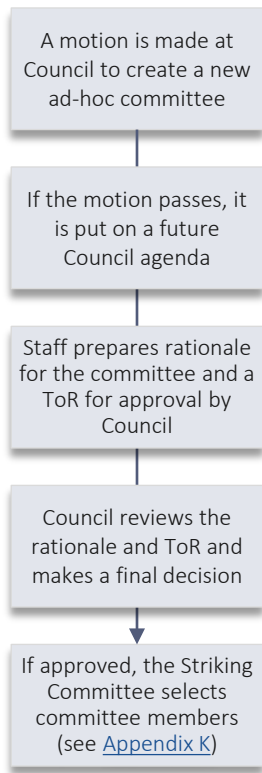 A motion is made at
Council to create a new
ad-hoc committee
If the motion passes, it
is put on a future
Council agenda
Staff prepares rationale
for the committee and a
ToR for approval by
Council
Council reviews the
rationale and ToR and
makes a final decision
If approved, the Striking
Committee selects
committee members
(see Appendix K)